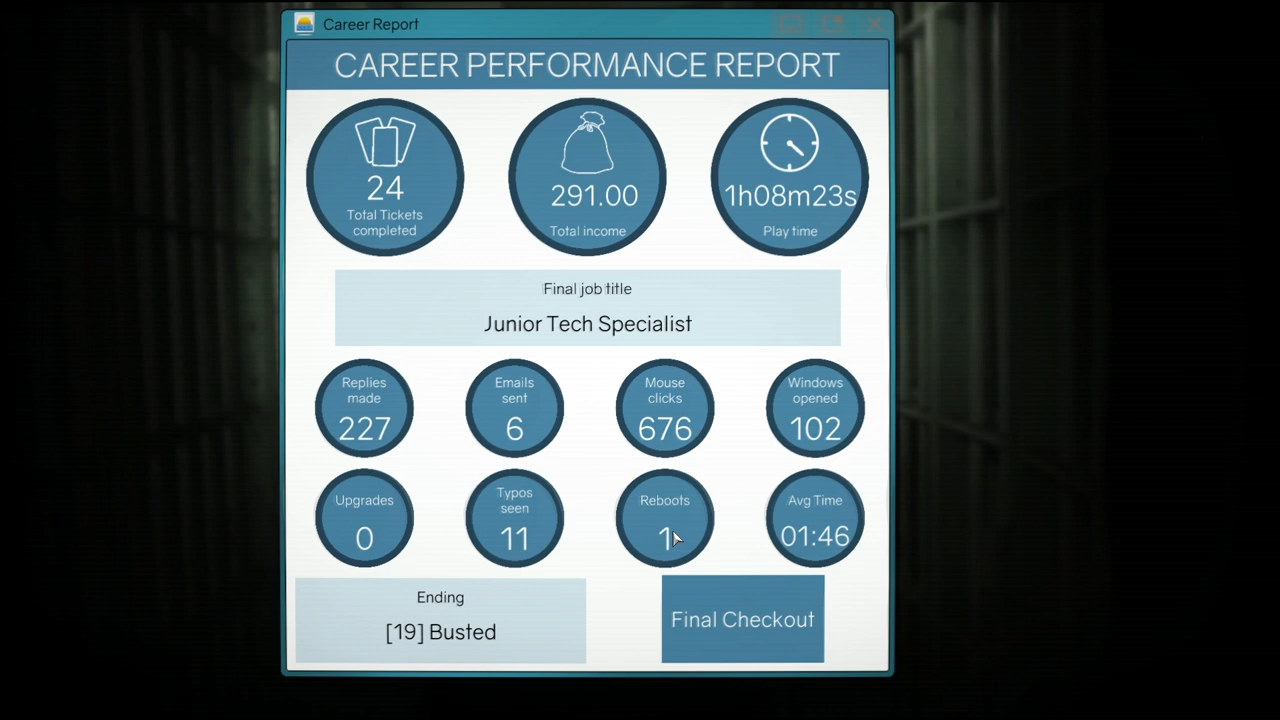 Career Report
CAREER PERFORMANCE REPORT
24
Total Tickets
completed
291.00
Total income
1h08m23s
Play time
Final job title
Junior Tech Specialist
Replies
made
227
Emails
sent
6
Mouse
clicks
676
Windows
opened
102
Upgrades
0
Typos
seen
11
Reboots
1
Avg Time
01:46
Ending
[19] Busted
Final Checkout